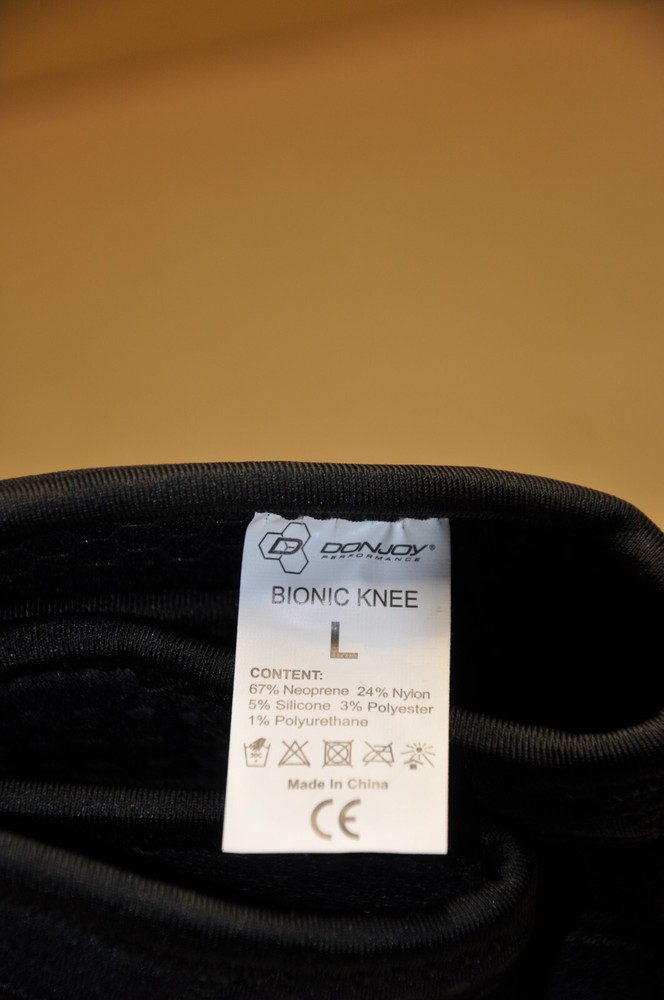 D DONJOY®
PERFORMANCE
BIONIC KNEE
L
CONTENT:
67% Neoprene 24% Nylon
5% Silicone 3% Polyester
1% Polyurethane
Made In China
CE